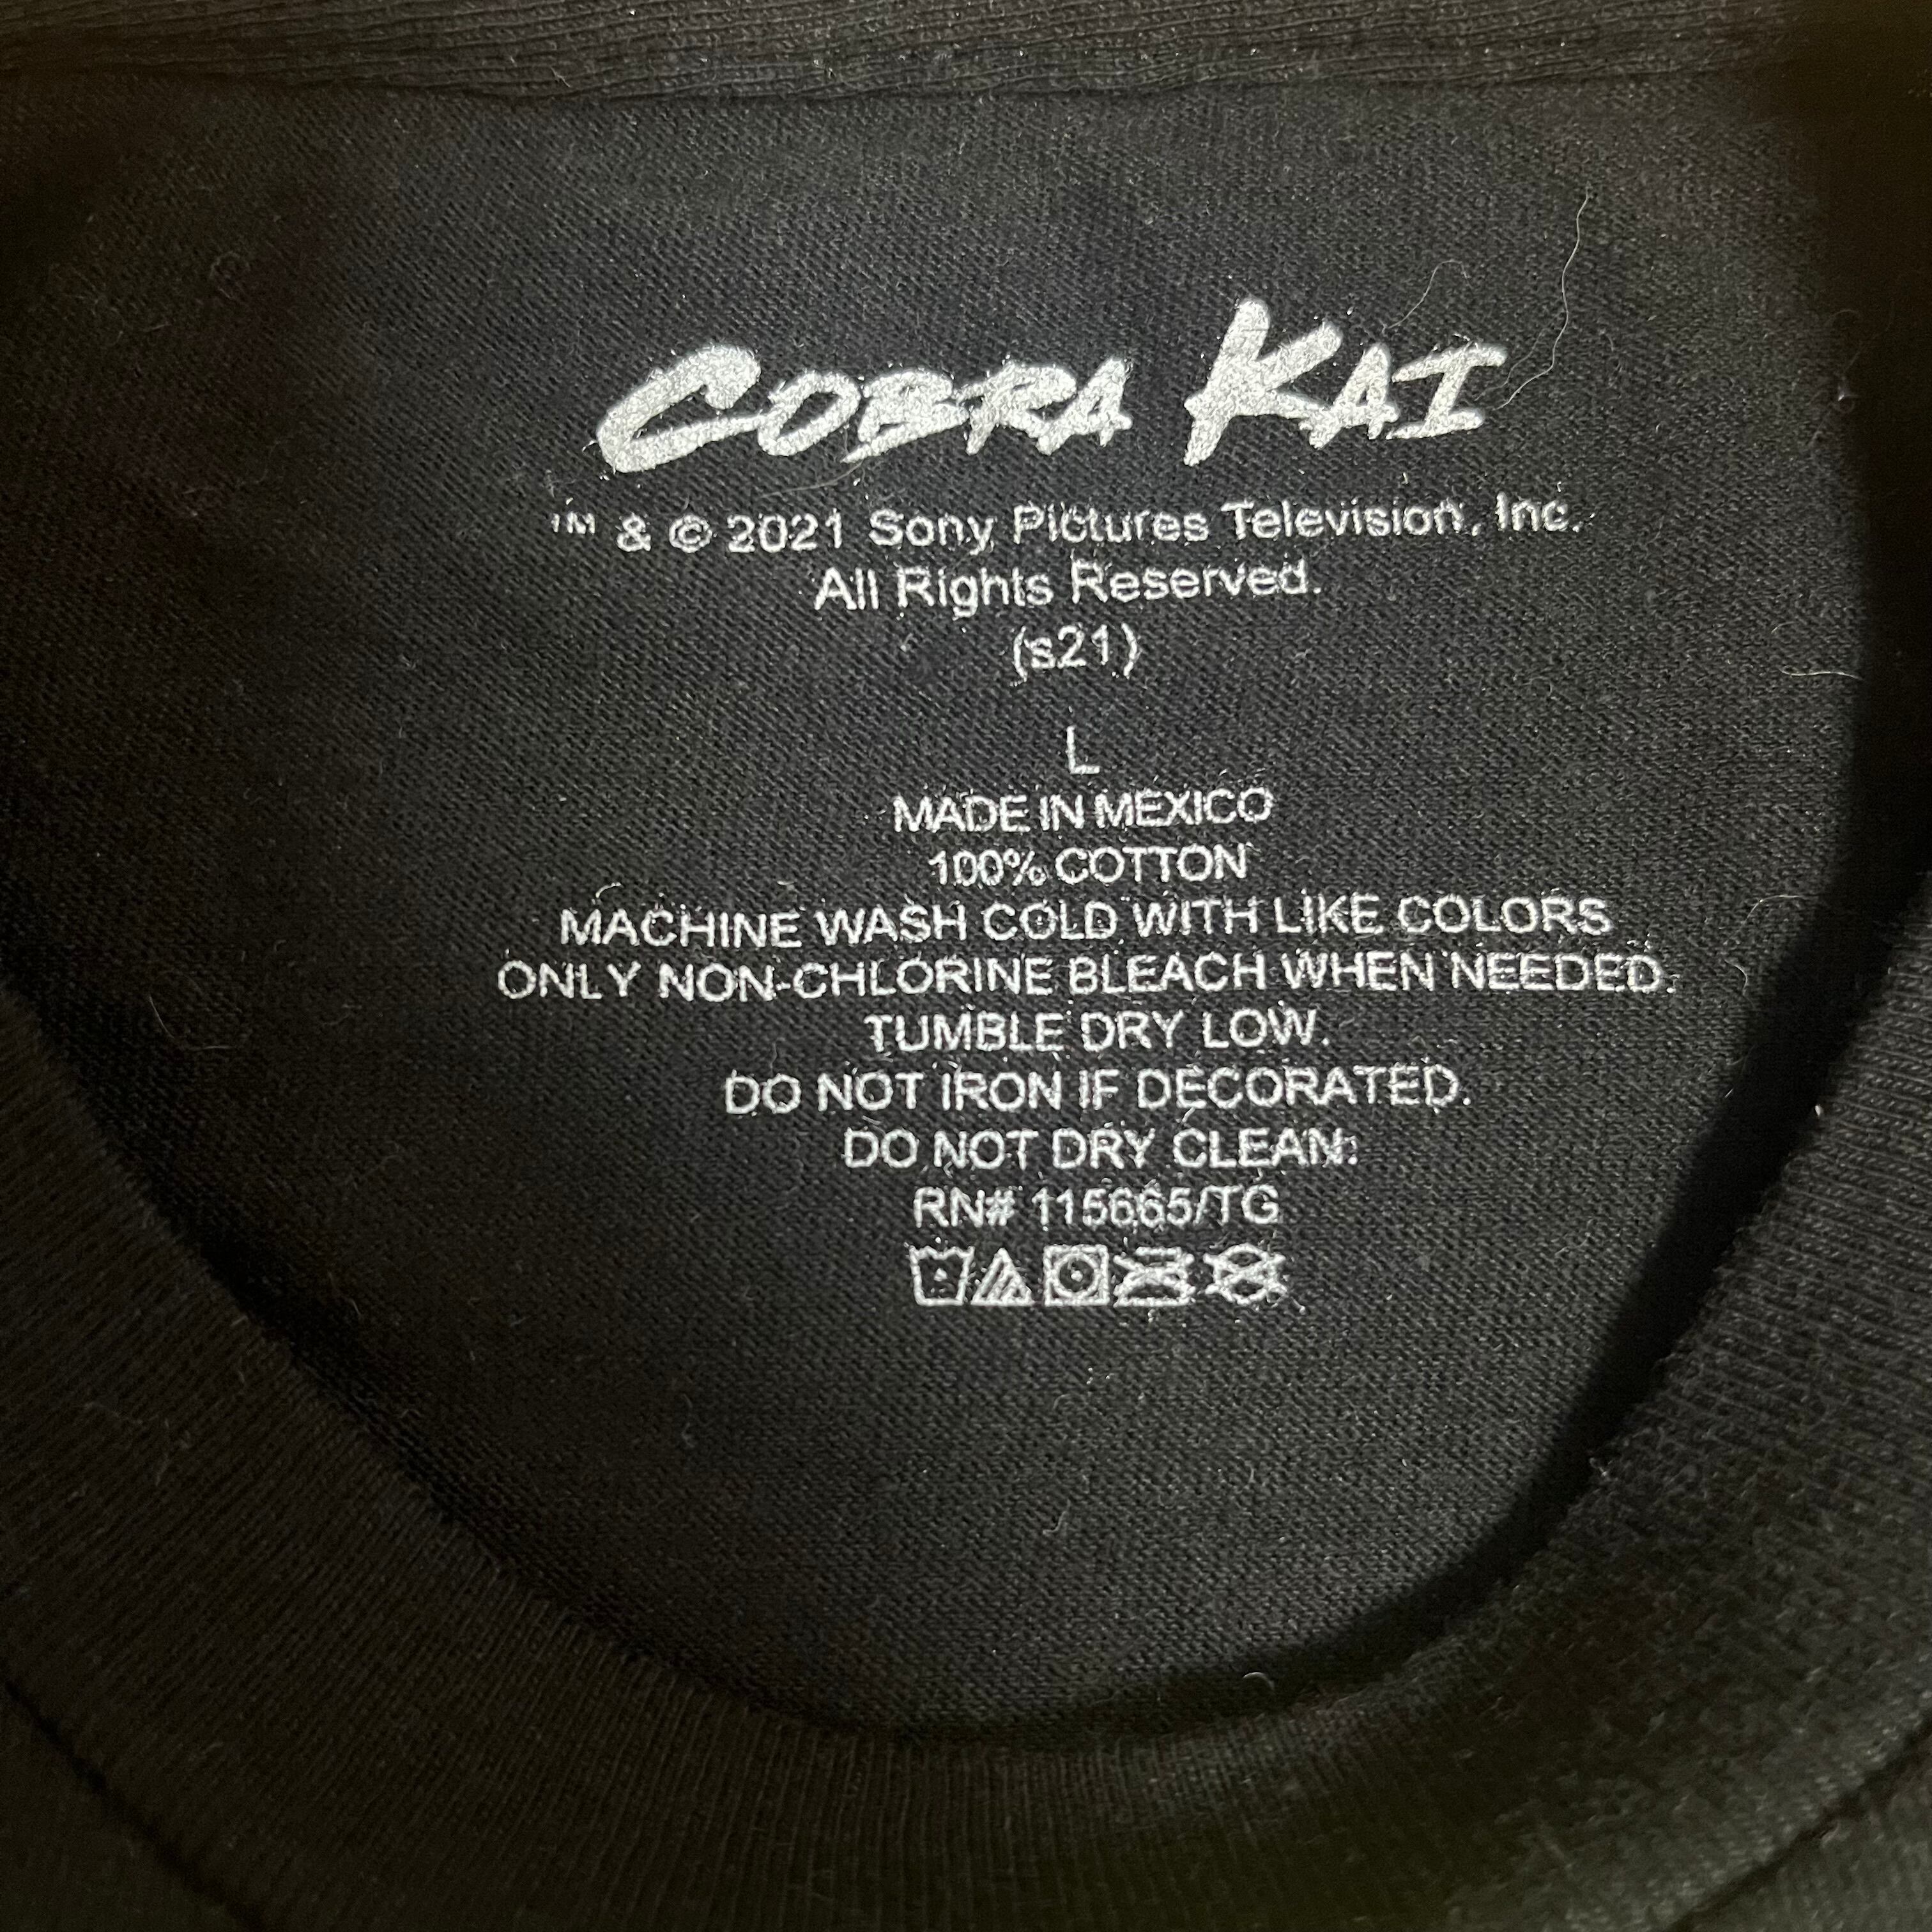 COBRA KAI
™ & © 2021 Sony Pictures Television, Inc.
All Rights Reserved.
(s21)
L
MADE IN MEXICO
100% COTTON
MACHINE WASH COLD WITH LIKE COLORS
ONLY NON-CHLORINE BLEACH WHEN NEEDED.
TUMBLE DRY LOW.
DO NOT IRON IF DECORATED.
DO NOT DRY CLEAN.
RN# 115665/TG